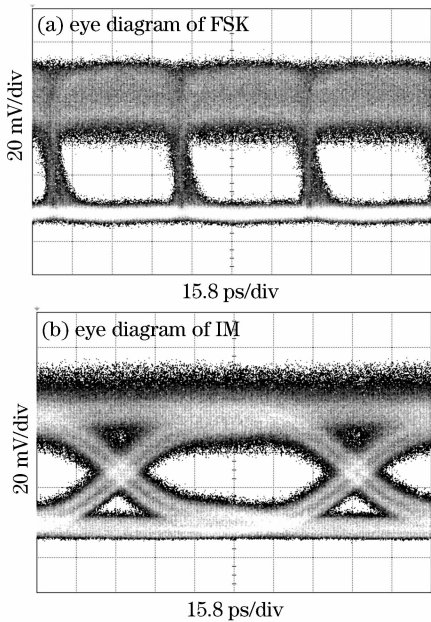 (a) eye diagram of FSK
20 mV/div
15.8 ps/div
(b) eye diagram of IM
20 mV/div
15.8 ps/div